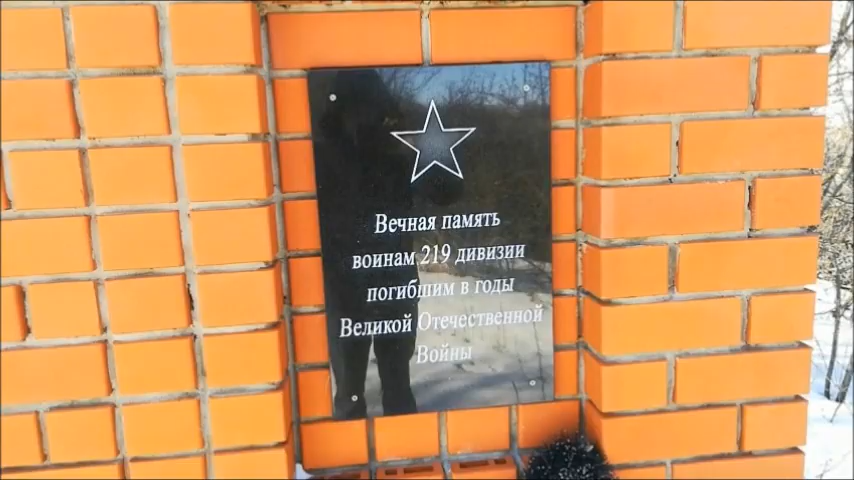 Вечная память
воинам 219 дивизии
погибшим в годы
Великой Отечественной
Войны